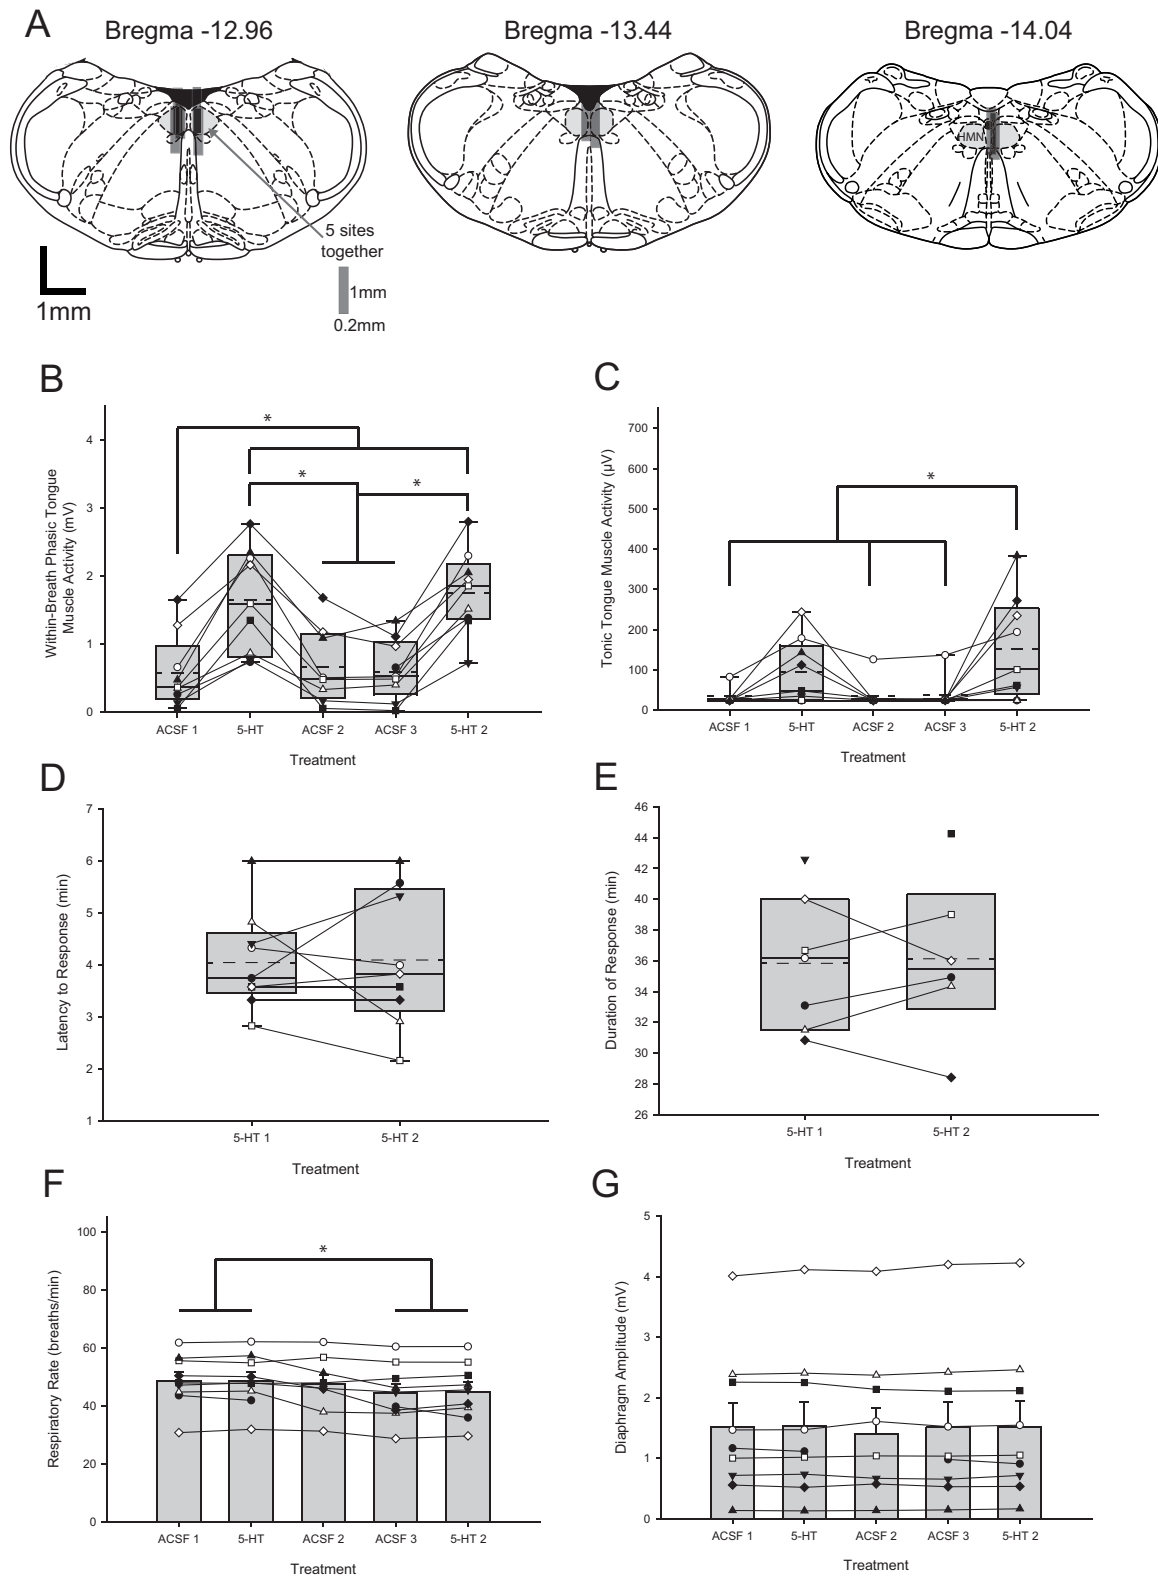 A
Bregma -12.96
Bregma -13.44
Bregma -14.04
HMN
5 sites
together
1mm
0.2mm
1mm
B
Within-Breath Phasic Tongue
Muscle Activity (mV)
4
3
2
1
0
*
*
*
ACSF 1
5-HT
ACSF 2
ACSF 3
5-HT 2
Treatment
C
Tonic Tongue Muscle Activity (µV)
700
600
500
400
300
200
100
0
*
ACSF 1
5-HT
ACSF 2
ACSF 3
5-HT 2
Treatment
D
Latency to Response (min)
7
6
5
4
3
2
1
5-HT 1
5-HT 2
Treatment
E
Duration of Response (min)
46
44
42
40
38
36
34
32
30
28
26
5-HT 1
5-HT 2
Treatment
F
Respiratory Rate (breaths/min)
100
80
60
40
20
0
*
ACSF 1
5-HT
ACSF 2
ACSF 3
5-HT 2
Treatment
G
Diaphragm Amplitude (mV)
5
4
3
2
1
0
ACSF 1
5-HT
ACSF 2
ACSF 3
5-HT 2
Treatment